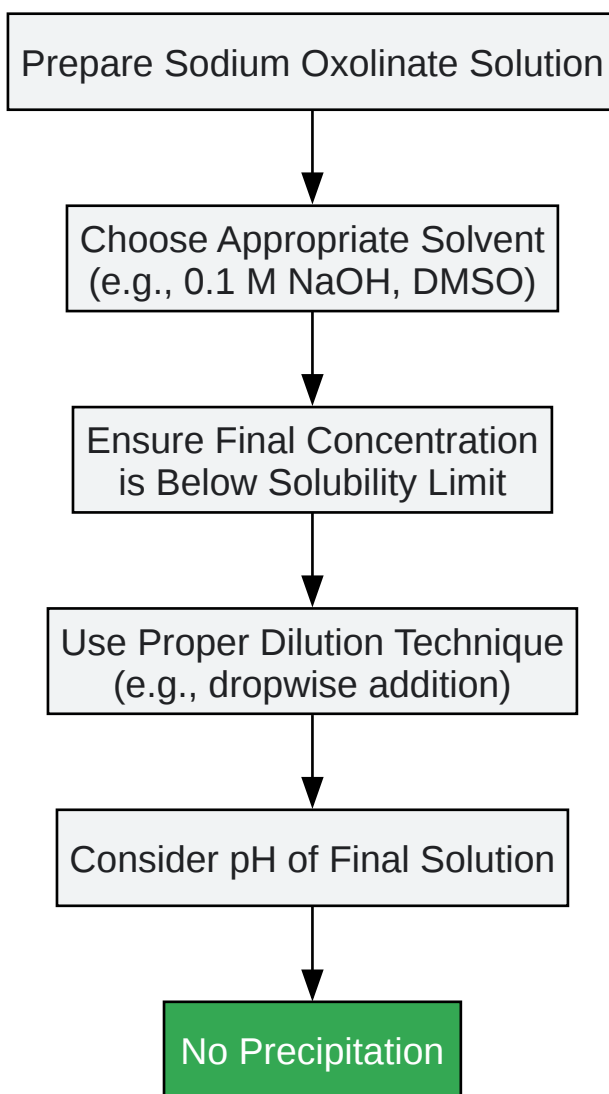 Prepare Sodium Oxolinate Solution
Choose Appropriate Solvent
(e.g., 0.1 M NaOH, DMSO)
Ensure Final Concentration
is Below Solubility Limit
Use Proper Dilution Technique
(e.g., dropwise addition)
Consider pH of Final Solution
No Precipitation